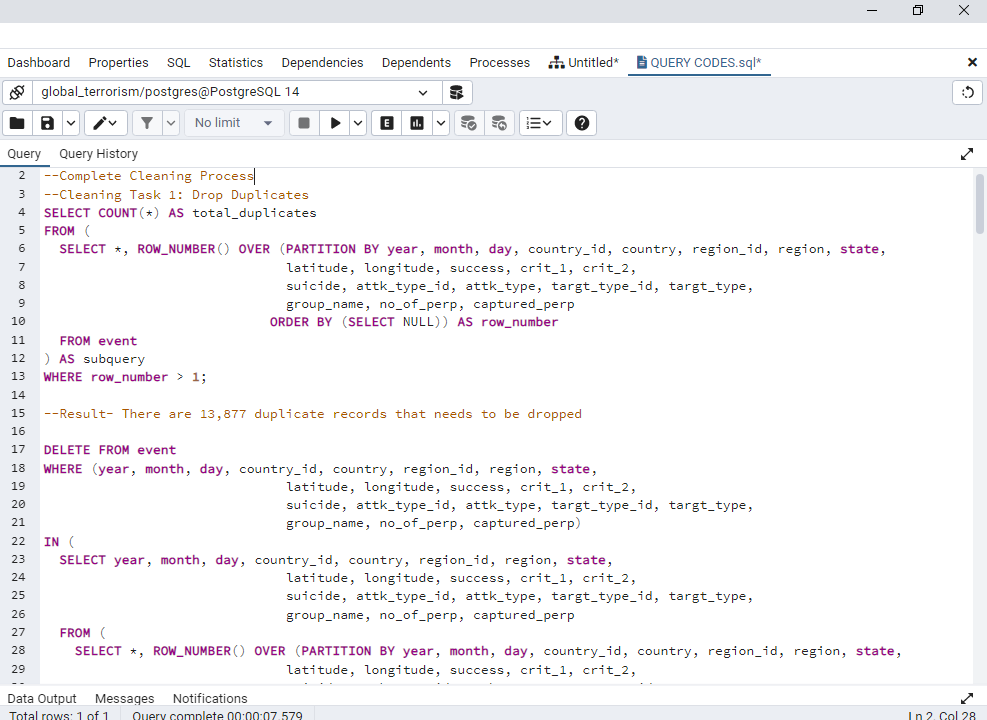 Dashboard Properties SQL Statistics Dependencies Dependents Processes Untitled* QUERY CODES.sql*
global_terrorism/postgres@PostgreSQL 14
No limit E
Query Query History
2 --Complete Cleaning Process
3 --Cleaning Task 1: Drop Duplicates
4 SELECT COUNT(*) AS total_duplicates
5 FROM (
6 SELECT *, ROW_NUMBER() OVER (PARTITION BY year, month, day, country_id, country, region_id, region, state,
7 latitude, longitude, success, crit_1, crit_2,
8 suicide, attk_type_id, attk_type, targt_type_id, targt_type,
9 group_name, no_of_perp, captured_perp
10 ORDER BY (SELECT NULL)) AS row_number
11 FROM event
12 ) AS subquery
13 WHERE row_number > 1;
14
15 --Result- There are 13,877 duplicate records that needs to be dropped
16
17 DELETE FROM event
18 WHERE (year, month, day, country_id, country, region_id, region, state,
19 latitude, longitude, success, crit_1, crit_2,
20 suicide, attk_type_id, attk_type, targt_type_id, targt_type,
21 group_name, no_of_perp, captured_perp)
22 IN (
23 SELECT year, month, day, country_id, country, region_id, region, state,
24 latitude, longitude, success, crit_1, crit_2,
25 suicide, attk_type_id, attk_type, targt_type_id, targt_type,
26 group_name, no_of_perp, captured_perp
27 FROM (
28 SELECT *, ROW_NUMBER() OVER (PARTITION BY year, month, day, country_id, country, region_id, region, state,
29 latitude, longitude, success, crit_1, crit_2,
Data Output Messages Notifications
Total rows: 1 of 1 Query complete 00:00:07.579 Ln 2, Col 28